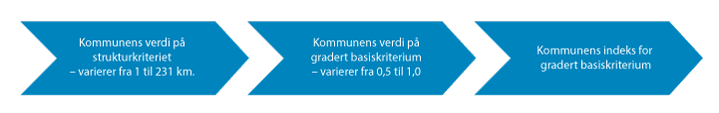 Kommunens verdi på
strukturkriteriet
– varierer fra 1 til 231 km.
Kommunens verdi på
gradert basiskriterium
– varierer fra 0,5 til 1,0
Kommunens indeks for
gradert basiskriterium